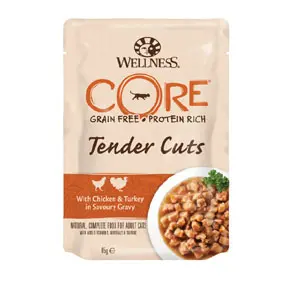 WELLNESS
CORE
GRAIN FREE • PROTEIN RICH
Tender Cuts
With Chicken & Turkey
in Savoury Gravy
NATURAL, COMPLETE FOOD FOR ADULT CATS
85g